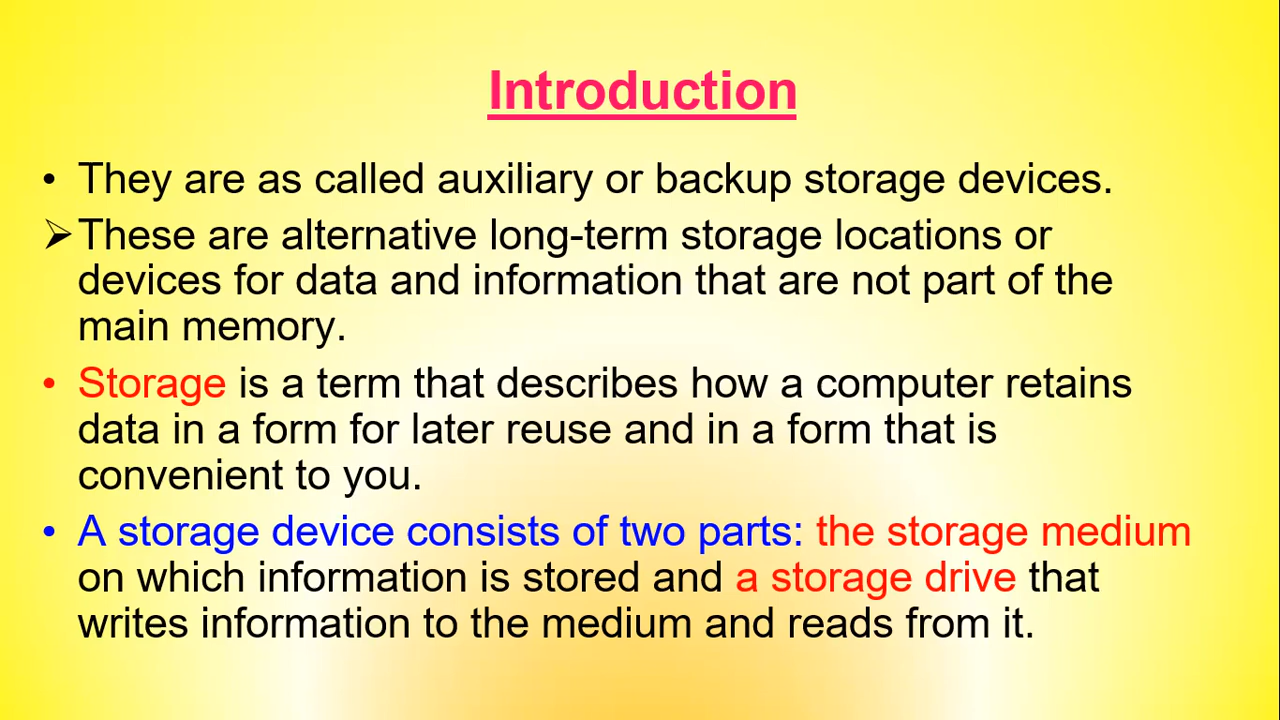 Introduction
• They are as called auxiliary or backup storage devices.
➢ These are alternative long-term storage locations or
devices for data and information that are not part of the
main memory.
• Storage is a term that describes how a computer retains
data in a form for later reuse and in a form that is
convenient to you.
• A storage device consists of two parts: the storage medium
on which information is stored and a storage drive that
writes information to the medium and reads from it.